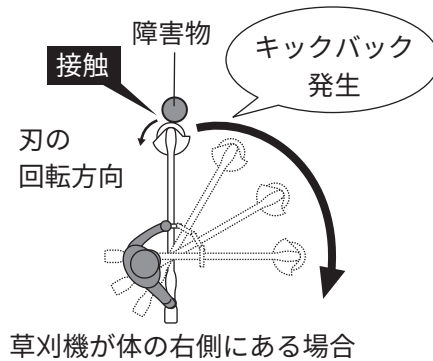 障害物
キックバック
発生
接触
刃の
回転方向
草刈機が体の右側にある場合